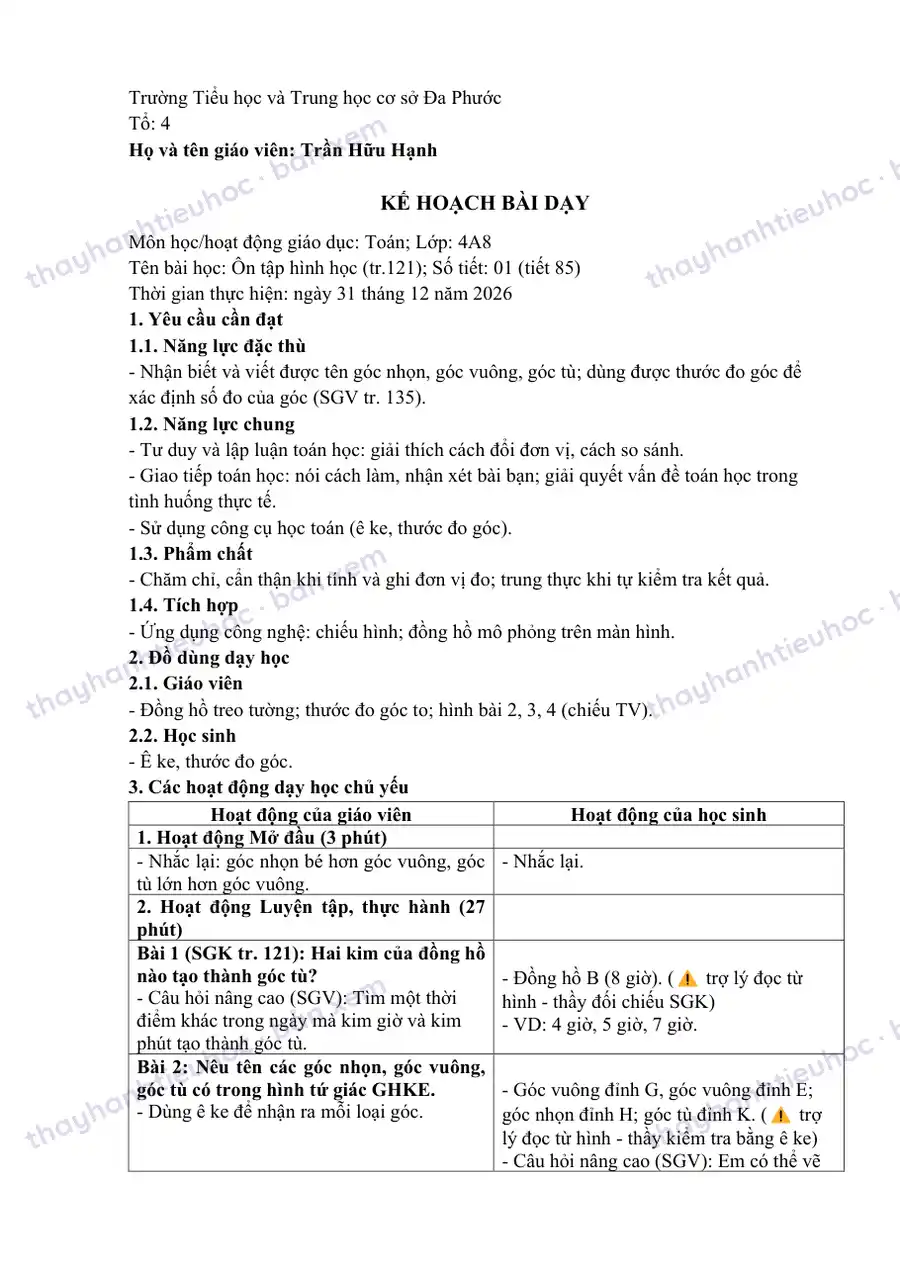 Trường Tiểu học và Trung học cơ sở Đa Phước
Tổ: 4
Họ và tên giáo viên: Trần Hữu Hạnh
KẾ HOẠCH BÀI DẠY
Môn học/hoạt động giáo dục: Toán; Lớp: 4A8
Tên bài học: Ôn tập hình học (tr.121); Số tiết: 01 (tiết 85)
Thời gian thực hiện: ngày 31 tháng 12 năm 2026
1. Yêu cầu cần đạt
1.1. Năng lực đặc thù
- Nhận biết và viết được tên góc nhọn, góc vuông, góc tù; dùng được thước đo góc để
xác định số đo của góc (SGV tr. 135).
1.2. Năng lực chung
- Tư duy và lập luận toán học: giải thích cách đổi đơn vị, cách so sánh.
- Giao tiếp toán học: nói cách làm, nhận xét bài bạn; giải quyết vấn đề toán học trong
tình huống thực tế.
- Sử dụng công cụ học toán (ê ke, thước đo góc).
1.3. Phẩm chất
- Chăm chỉ, cẩn thận khi tính và ghi đơn vị đo; trung thực khi tự kiểm tra kết quả.
1.4. Tích hợp
- Ứng dụng công nghệ: chiếu hình; đồng hồ mô phỏng trên màn hình.
2. Đồ dùng dạy học
2.1. Giáo viên
- Đồng hồ treo tường; thước đo góc to; hình bài 2, 3, 4 (chiếu TV).
2.2. Học sinh
- Ê ke, thước đo góc.
3. Các hoạt động dạy học chủ yếu
Hoạt động của giáo viên
Hoạt động của học sinh
1. Hoạt động Mở đầu (3 phút)
- Nhắc lại: góc nhọn bé hơn góc vuông, góc
tù lớn hơn góc vuông.
- Nhắc lại.
2. Hoạt động Luyện tập, thực hành (27
phút)
Bài 1 (SGK tr. 121): Hai kim của đồng hồ
nào tạo thành góc tù?
- Câu hỏi nâng cao (SGV): Tìm một thời
điểm khác trong ngày mà kim giờ và kim
phút tạo thành góc tù.
- Đồng hồ B (8 giờ). (⚠️ trợ lý đọc từ
hình - thầy đối chiếu SGK)
- VD: 4 giờ, 5 giờ, 7 giờ.
Bài 2: Nêu tên các góc nhọn, góc vuông,
góc tù có trong hình tứ giác GHKE.
- Dùng ê ke để nhận ra mỗi loại góc.
- Góc vuông đỉnh G, góc vuông đỉnh E;
góc nhọn đỉnh H; góc tù đỉnh K. (⚠️ trợ
lý đọc từ hình - thầy kiểm tra bằng ê ke)
- Câu hỏi nâng cao (SGV): Em có thể vẽ
thayhanhtieuhoc · bản xem
thayhanhtieuhoc · b
thayhanhtieuhoc · bản xem
thayhanhtieuhoc · b
thayhanhtieuhoc · bản xem
thayhanhtieuhoc · b